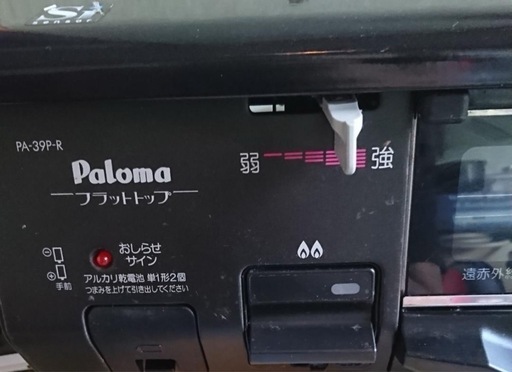 PA-39P-R
Paloma
フラットトップ
弱 強
おしらせ
サイン
手前
アルカリ乾電池 単1形2個
つまみを上げて引き出してください
遠赤外線